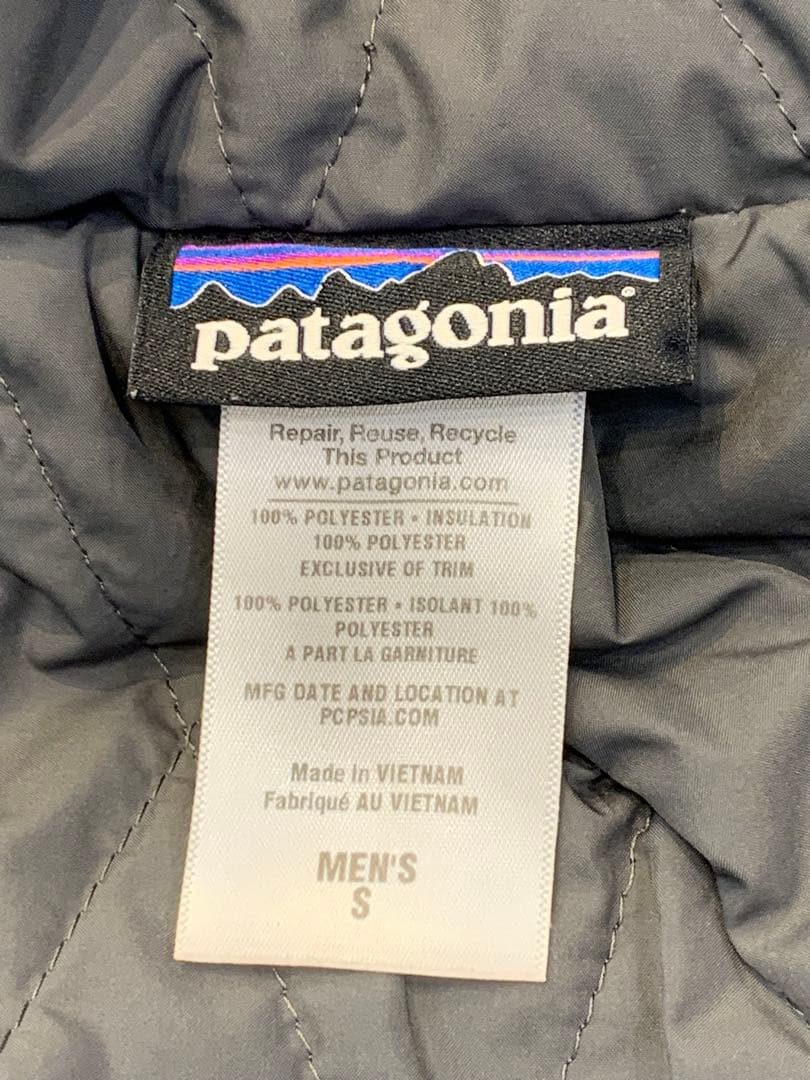 patagonia®
Repair, Reuse, Recycle
This Product
www.patagonia.com
100% POLYESTER • INSULATION
100% POLYESTER
EXCLUSIVE OF TRIM
100% POLYESTER • ISOLANT 100%
POLYESTER
A PART LA GARNITURE
MFG DATE AND LOCATION AT
PCPSIA.COM
Made in VIETNAM
Fabriqué AU VIETNAM
MEN'S
S